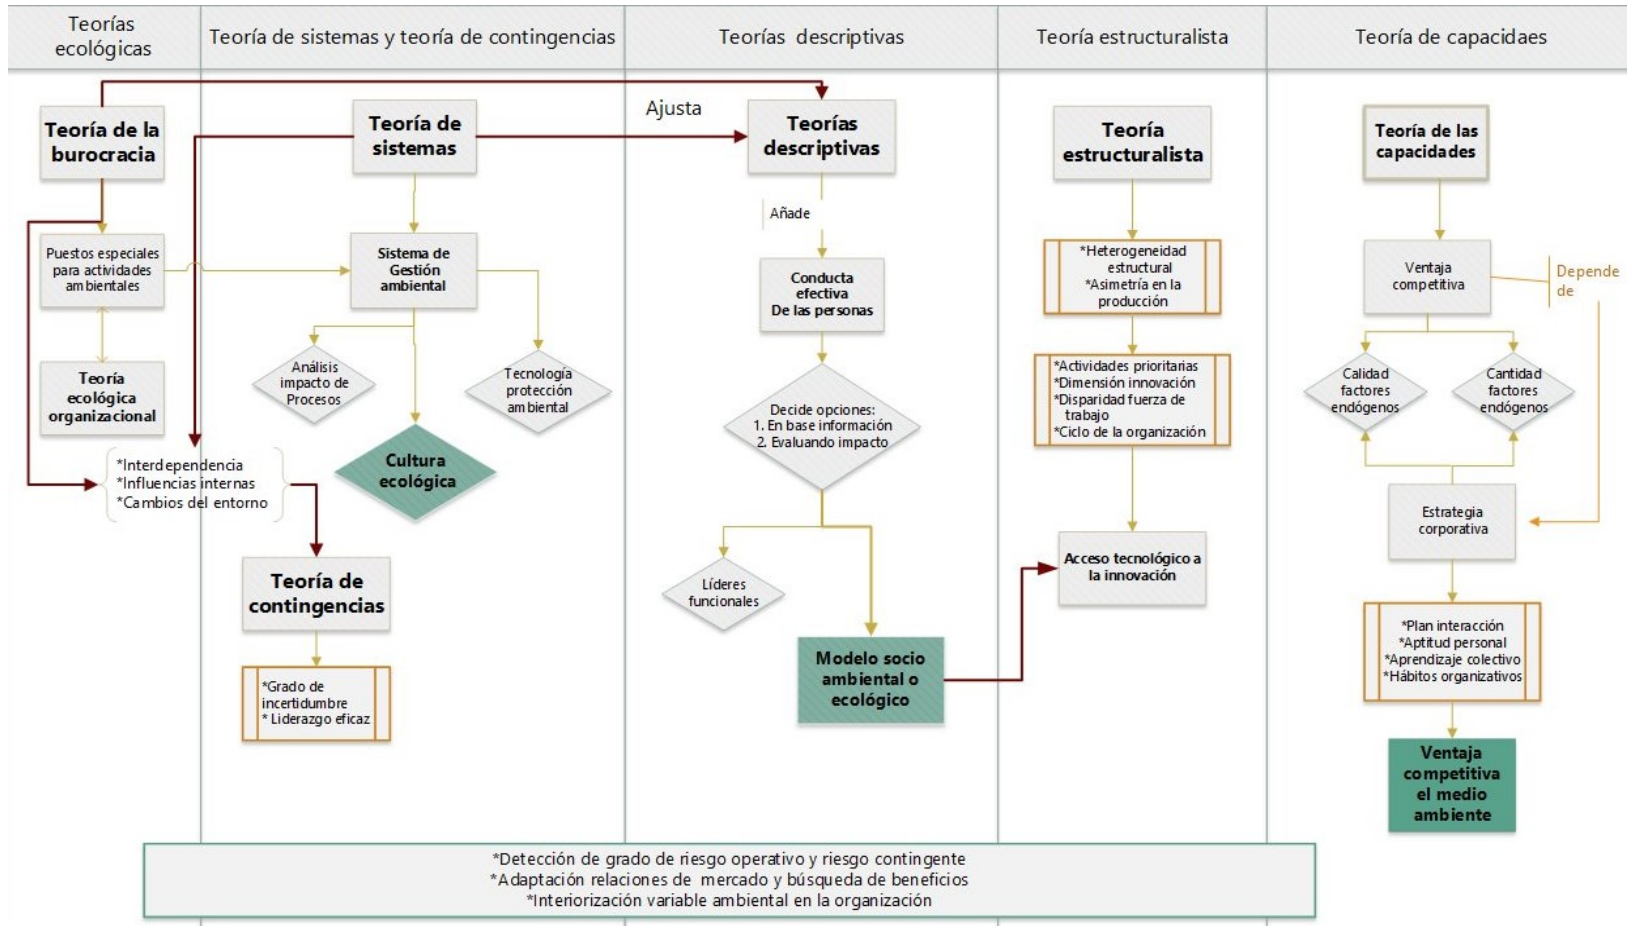 Teorías
ecológicas
Teoría de sistemas y teoría de contingencias
Teorías descriptivas
Teoría estructuralista
Teoría de capacidaes
Teoría de la
burocracia
Puestos especiales
para actividades
ambientales
Teoría
ecológica
organizacional
*Interdependencia
*Influencias internas
*Cambios del entorno
Teoría de
sistemas
Sistema de
Gestión
ambiental
Análisis
impacto de
Procesos
Tecnología
protección
ambiental
Cultura
ecológica
Teoría de
contingencias
*Grado de
incertidumbre
* Liderazgo eficaz
Ajusta
Teorías
descriptivas
Añade
Conducta
efectiva
De las personas
Decide opciones:
1. En base información
2. Evaluando impacto
Líderes
funcionales
Modelo socio
ambiental o
ecológico
Teoría
estructuralista
*Heterogeneidad
estructural
*Asimetría en la
producción
*Actividades prioritarias
*Dimensión innovación
*Disparidad fuerza de
trabajo
*Ciclo de la organización
Acceso tecnológico a
la innovación
Teoría de las
capacidades
Ventaja
competitiva
Depende
de
Calidad
factores
endógenos
Cantidad
factores
endógenos
Estrategia
corporativa
*Plan interacción
*Aptitud personal
*Aprendizaje colectivo
*Hábitos organizativos
Ventaja
competitiva
el medio
ambiente
*Detección de grado de riesgo operativo y riesgo contingente
*Adaptación relaciones de mercado y búsqueda de beneficios
*Interiorización variable ambiental en la organización